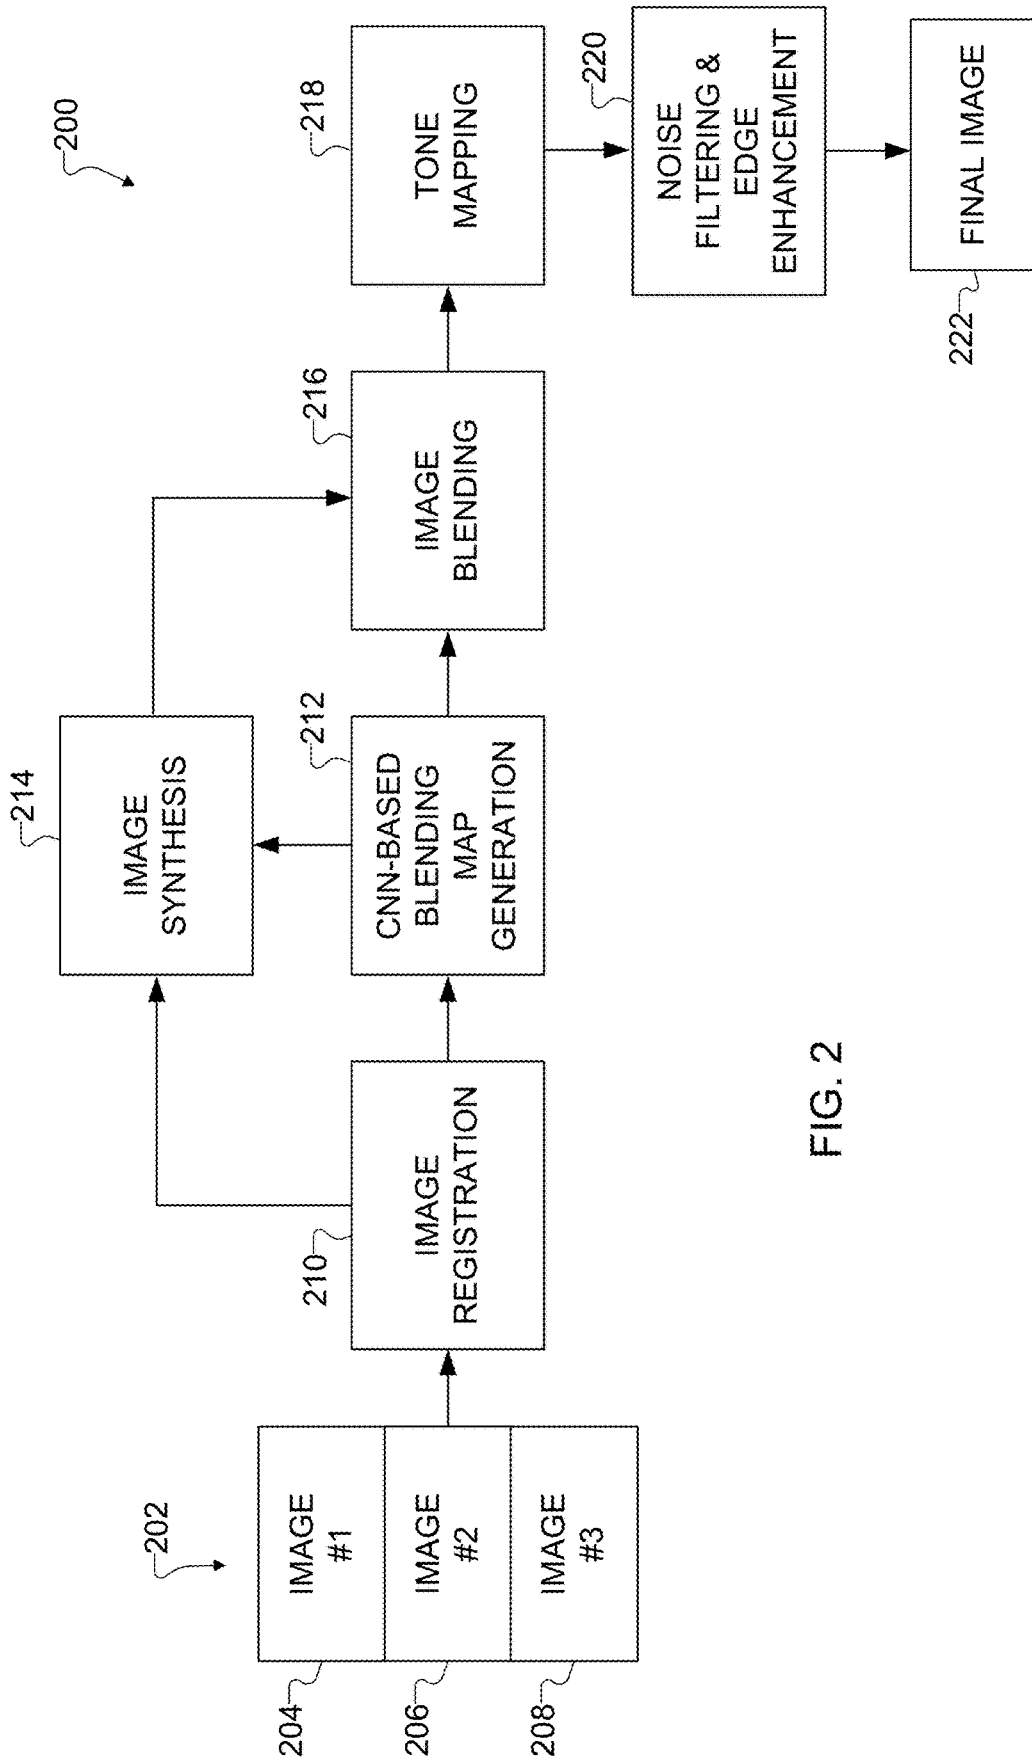 200
202
204
IMAGE
#1
206
IMAGE
#2
208
IMAGE
#3
210
IMAGE
REGISTRATION
214
IMAGE
SYNTHESIS
212
CNN-BASED
BLENDING
MAP
GENERATION
216
IMAGE
BLENDING
218
TONE
MAPPING
220
NOISE
FILTERING &
EDGE
ENHANCEMENT
222
FINAL IMAGE
FIG. 2